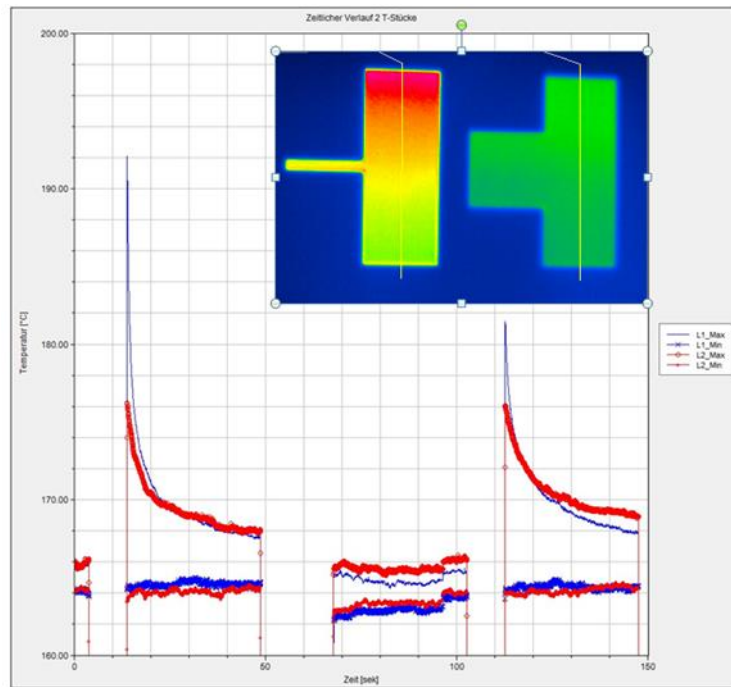 Zeitlicher Verlauf 2 T-Stücke
200.00
190.00
180.00
170.00
160.00
Temperatur [°C]
0
50
100
150
Zeit [sek]
L1_Max
L1_Min
L2_Max
L2_Min